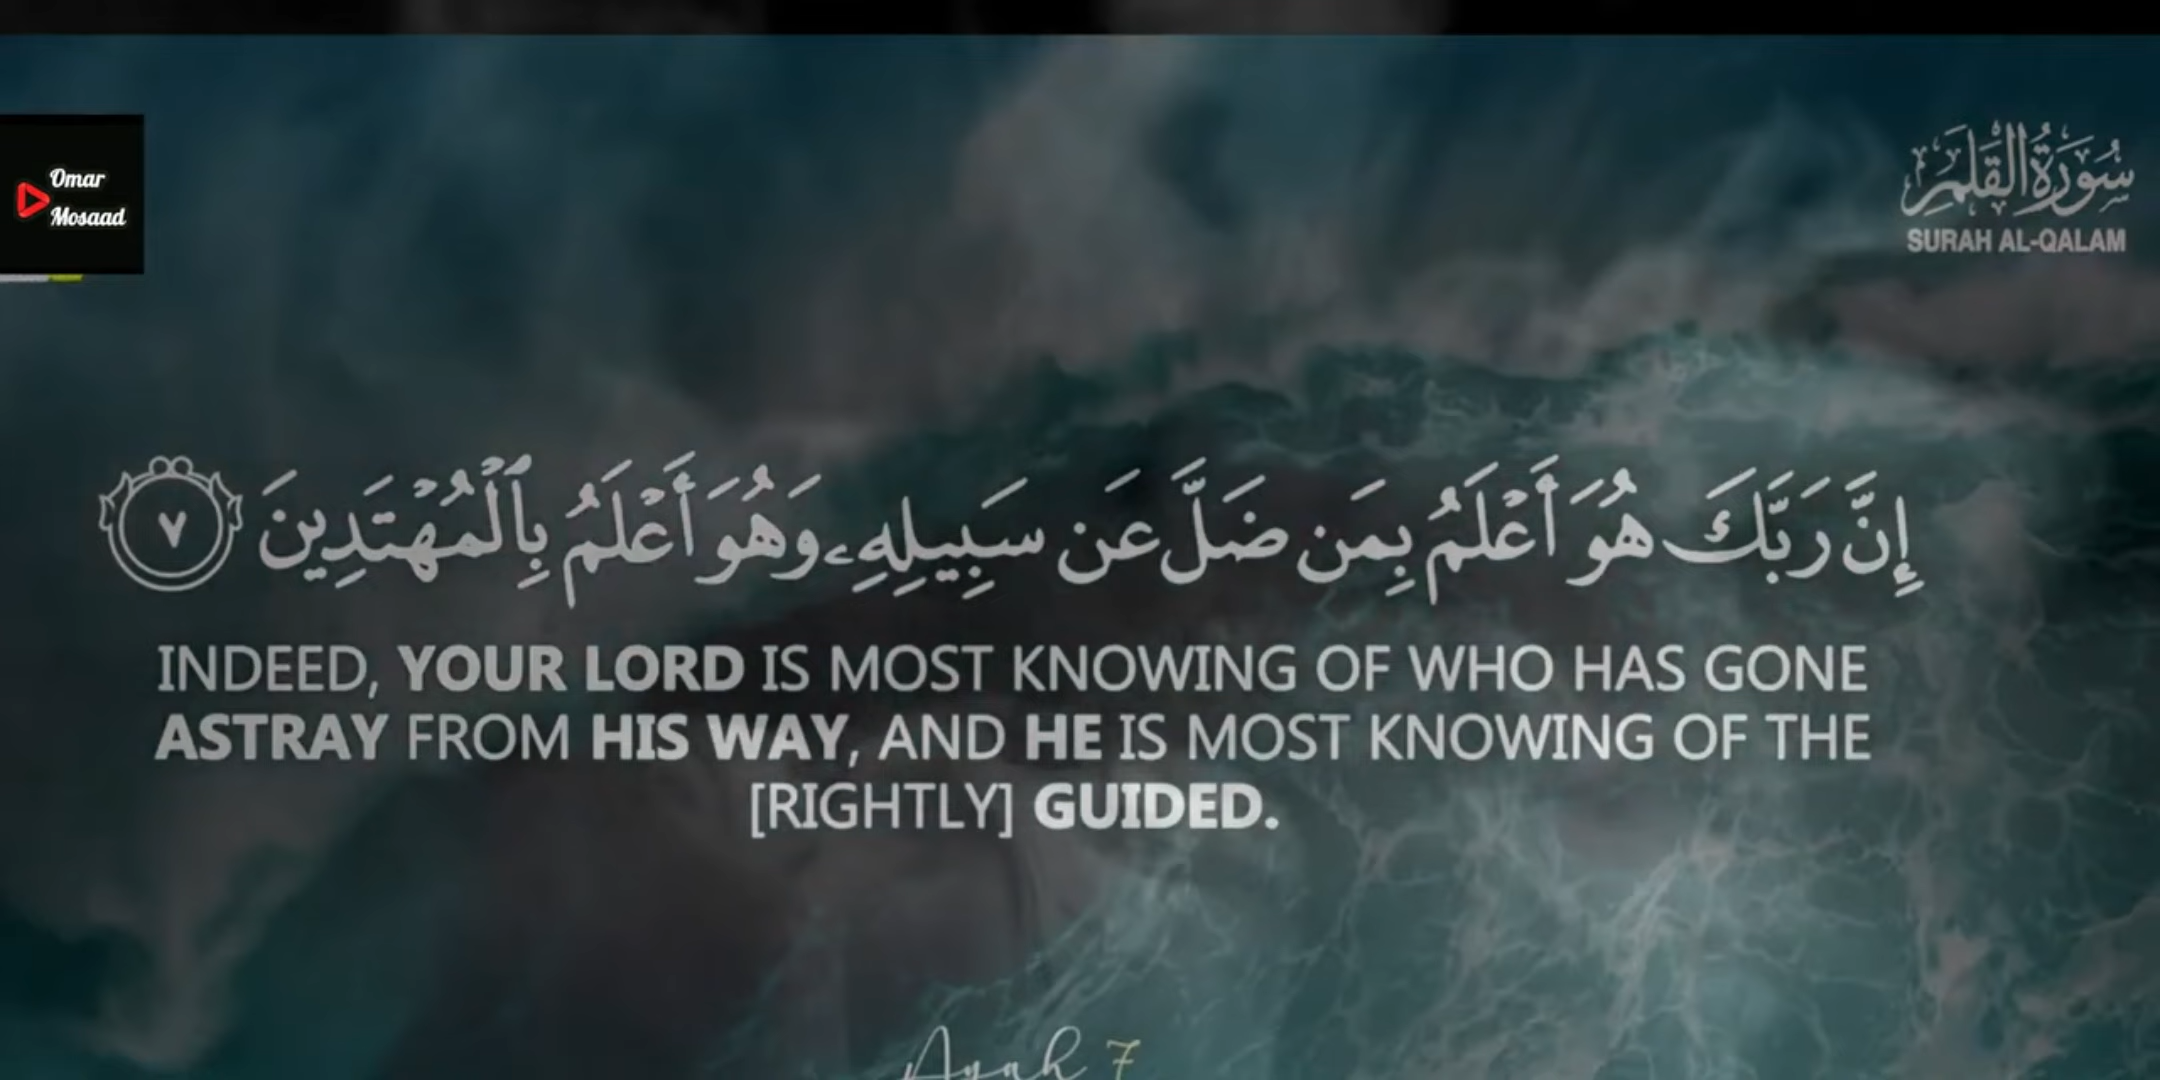 Omar
Mosaad
سُورَةُ القَلَمِ
SURAH AL-QALAM
إِنَّ رَبَّكَ هُوَ أَعْلَمُ بِمَن ضَلَّ عَن سَبِيلِهِۦ وَهُوَ أَعْلَمُ بِٱلْمُهْتَدِينَ ٧
INDEED, YOUR LORD IS MOST KNOWING OF WHO HAS GONE
ASTRAY FROM HIS WAY, AND HE IS MOST KNOWING OF THE
[RIGHTLY] GUIDED.
Ayah 7